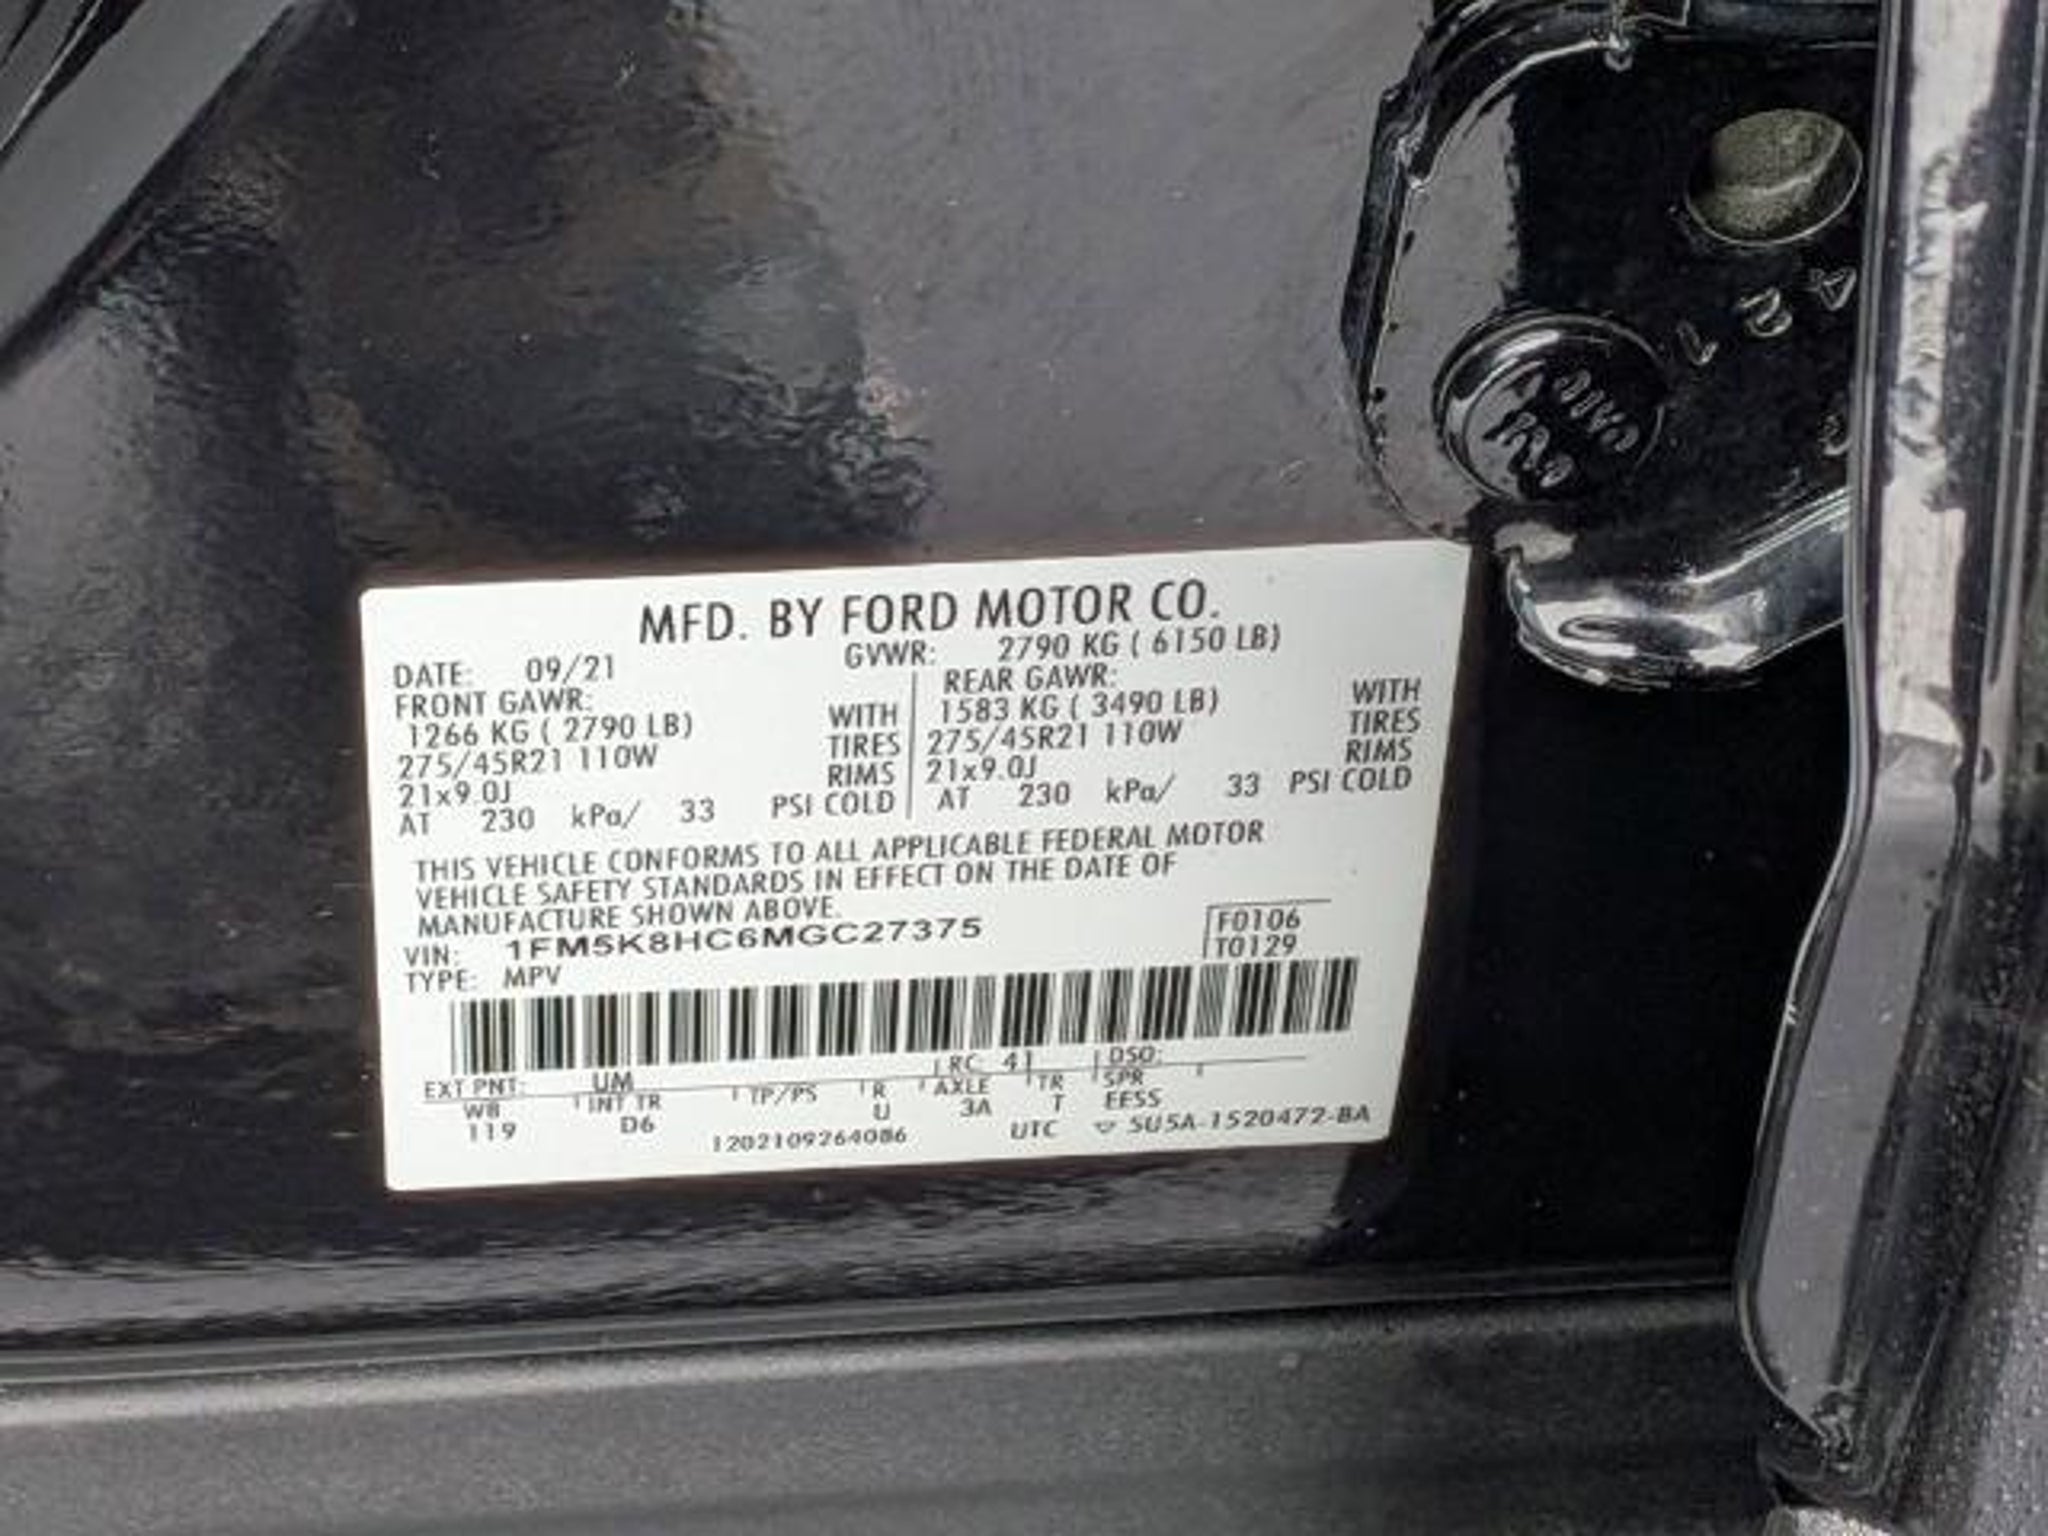 MFD. BY FORD MOTOR CO.
DATE: 09/21 GVWR: 2790 KG ( 6150 LB)
FRONT GAWR: REAR GAWR:
1266 KG ( 2790 LB) WITH 1583 KG ( 3490 LB) WITH
275/45R21 110W TIRES 275/45R21 110W TIRES
21x9.0J RIMS 21x9.0J RIMS
AT 230 kPa/ 33 PSI COLD AT 230 kPa/ 33 PSI COLD
THIS VEHICLE CONFORMS TO ALL APPLICABLE FEDERAL MOTOR
VEHICLE SAFETY STANDARDS IN EFFECT ON THE DATE OF
MANUFACTURE SHOWN ABOVE.
VIN: 1FM5K8HC6MGC27375 F0106
TYPE: MPV T0129
EXT PNT: UM RC: 41 DSO:
WB INT TR TP/PS R AXLE TR SPR
119 D6 U 3A T EESS
1202109264086 UTC 5U5A-1520472-BA
4 2 1